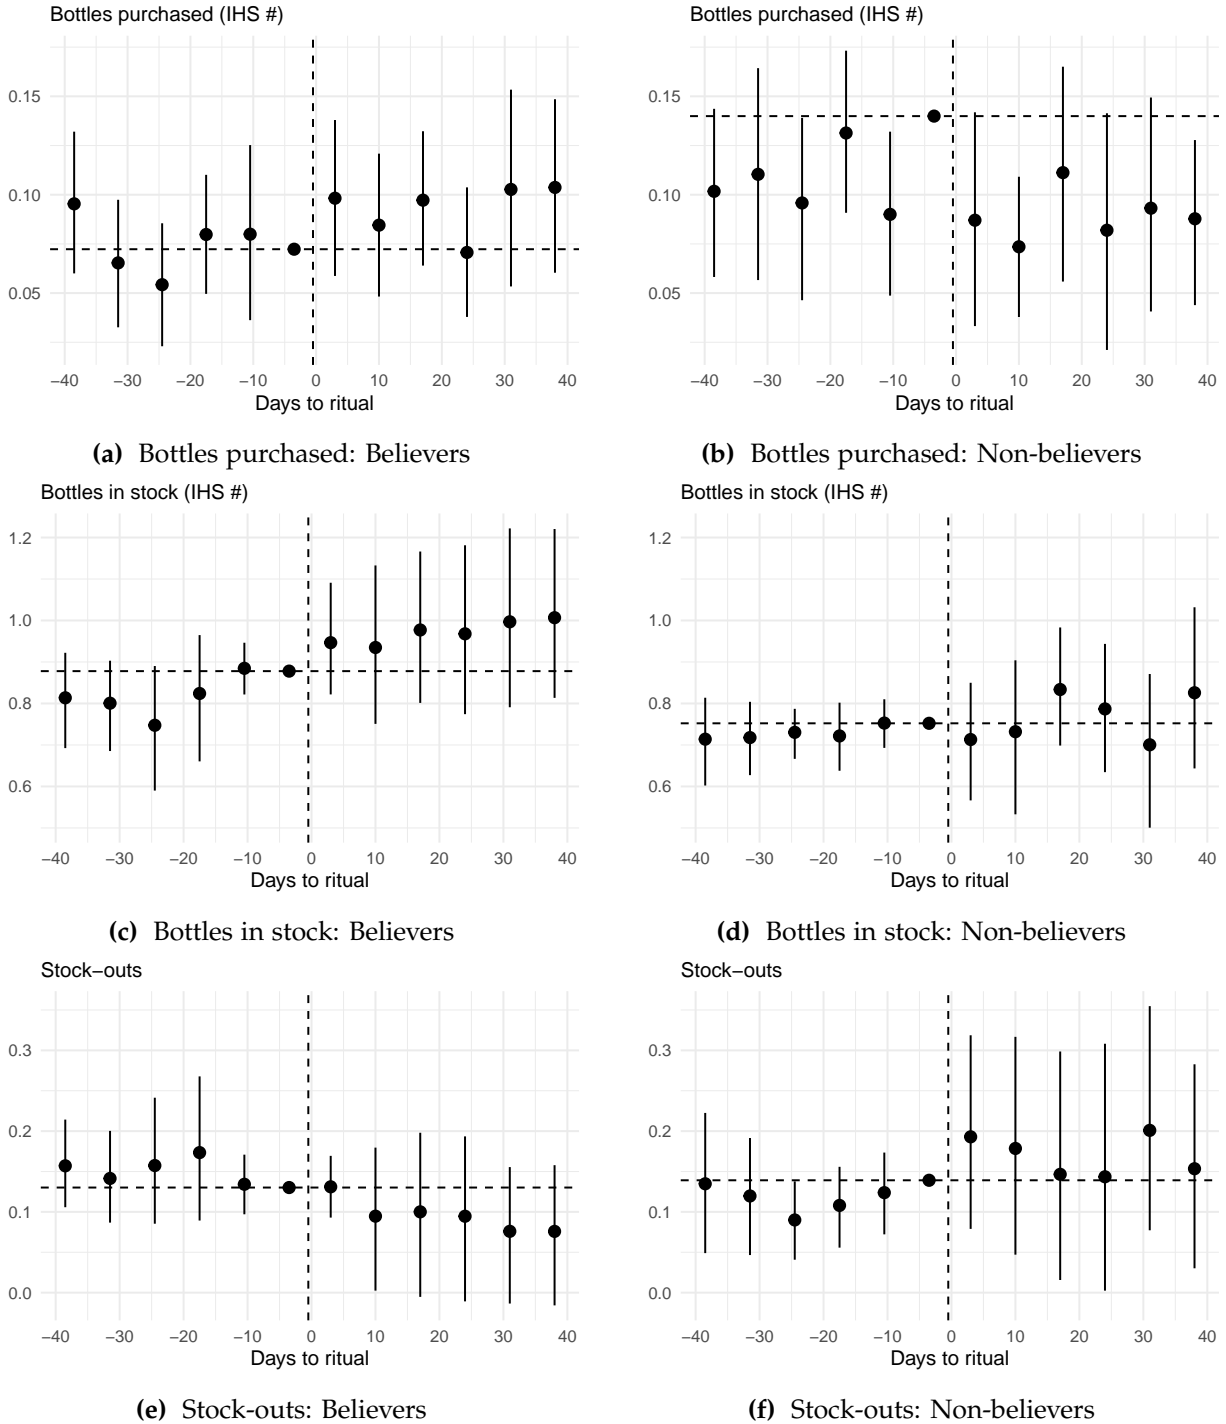 Bottles purchased (IHS #)
0.15
0.10
0.05
−40 −30 −20 −10 0 10 20 30 40
Days to ritual
(a) Bottles purchased: Believers
Bottles purchased (IHS #)
0.15
0.10
0.05
−40 −30 −20 −10 0 10 20 30 40
Days to ritual
(b) Bottles purchased: Non-believers
Bottles in stock (IHS #)
1.2
1.0
0.8
0.6
−40 −30 −20 −10 0 10 20 30 40
Days to ritual
(c) Bottles in stock: Believers
Bottles in stock (IHS #)
1.2
1.0
0.8
0.6
−40 −30 −20 −10 0 10 20 30 40
Days to ritual
(d) Bottles in stock: Non-believers
Stock−outs
0.3
0.2
0.1
0.0
−40 −30 −20 −10 0 10 20 30 40
Days to ritual
(e) Stock-outs: Believers
Stock−outs
0.3
0.2
0.1
0.0
−40 −30 −20 −10 0 10 20 30 40
Days to ritual
(f) Stock-outs: Non-believers